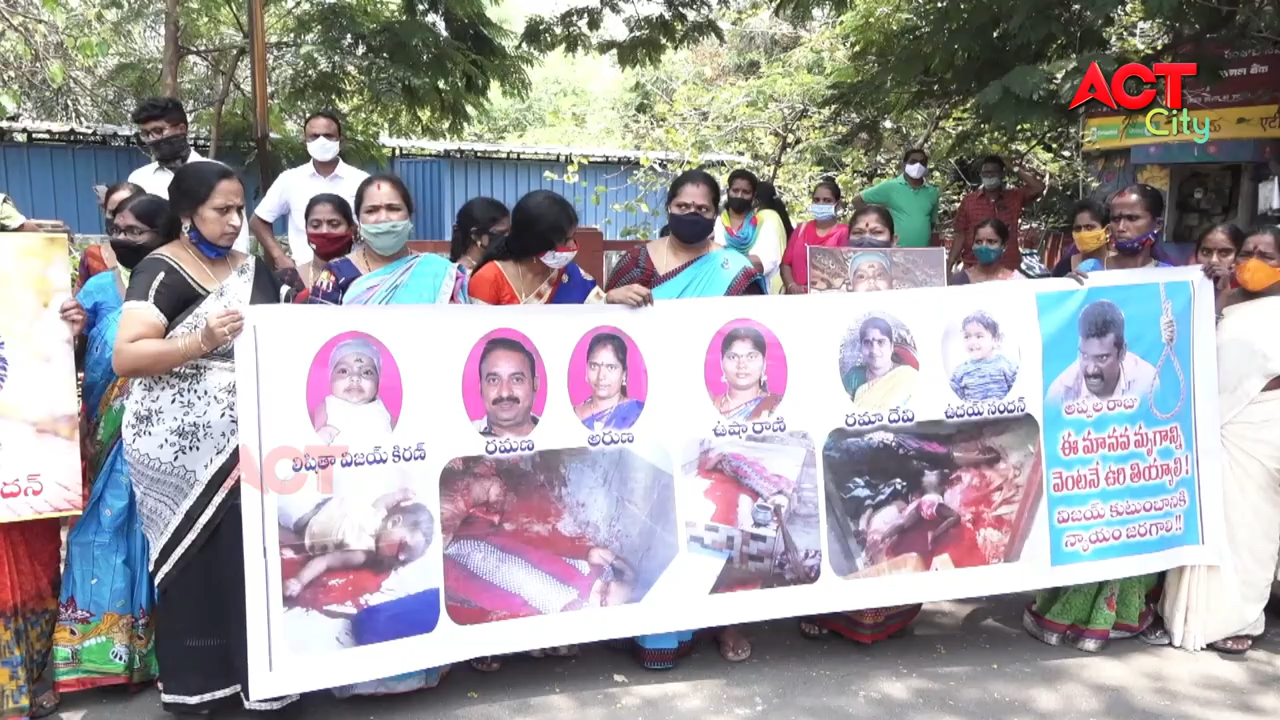 ACT
City
లిషితా విజయ్ కిరణ్
రమణ
అరుణ
ఉషా రాణి
రమా దేవి
ఉదయ్ నందన్
అప్పల రాజు
ఈ మానవ మృగాన్ని
వెంటనే ఉరి తియ్యాలి!
విజయ్ కుటుంబానికి
న్యాయం జరగాలి!!
ACT
దన్